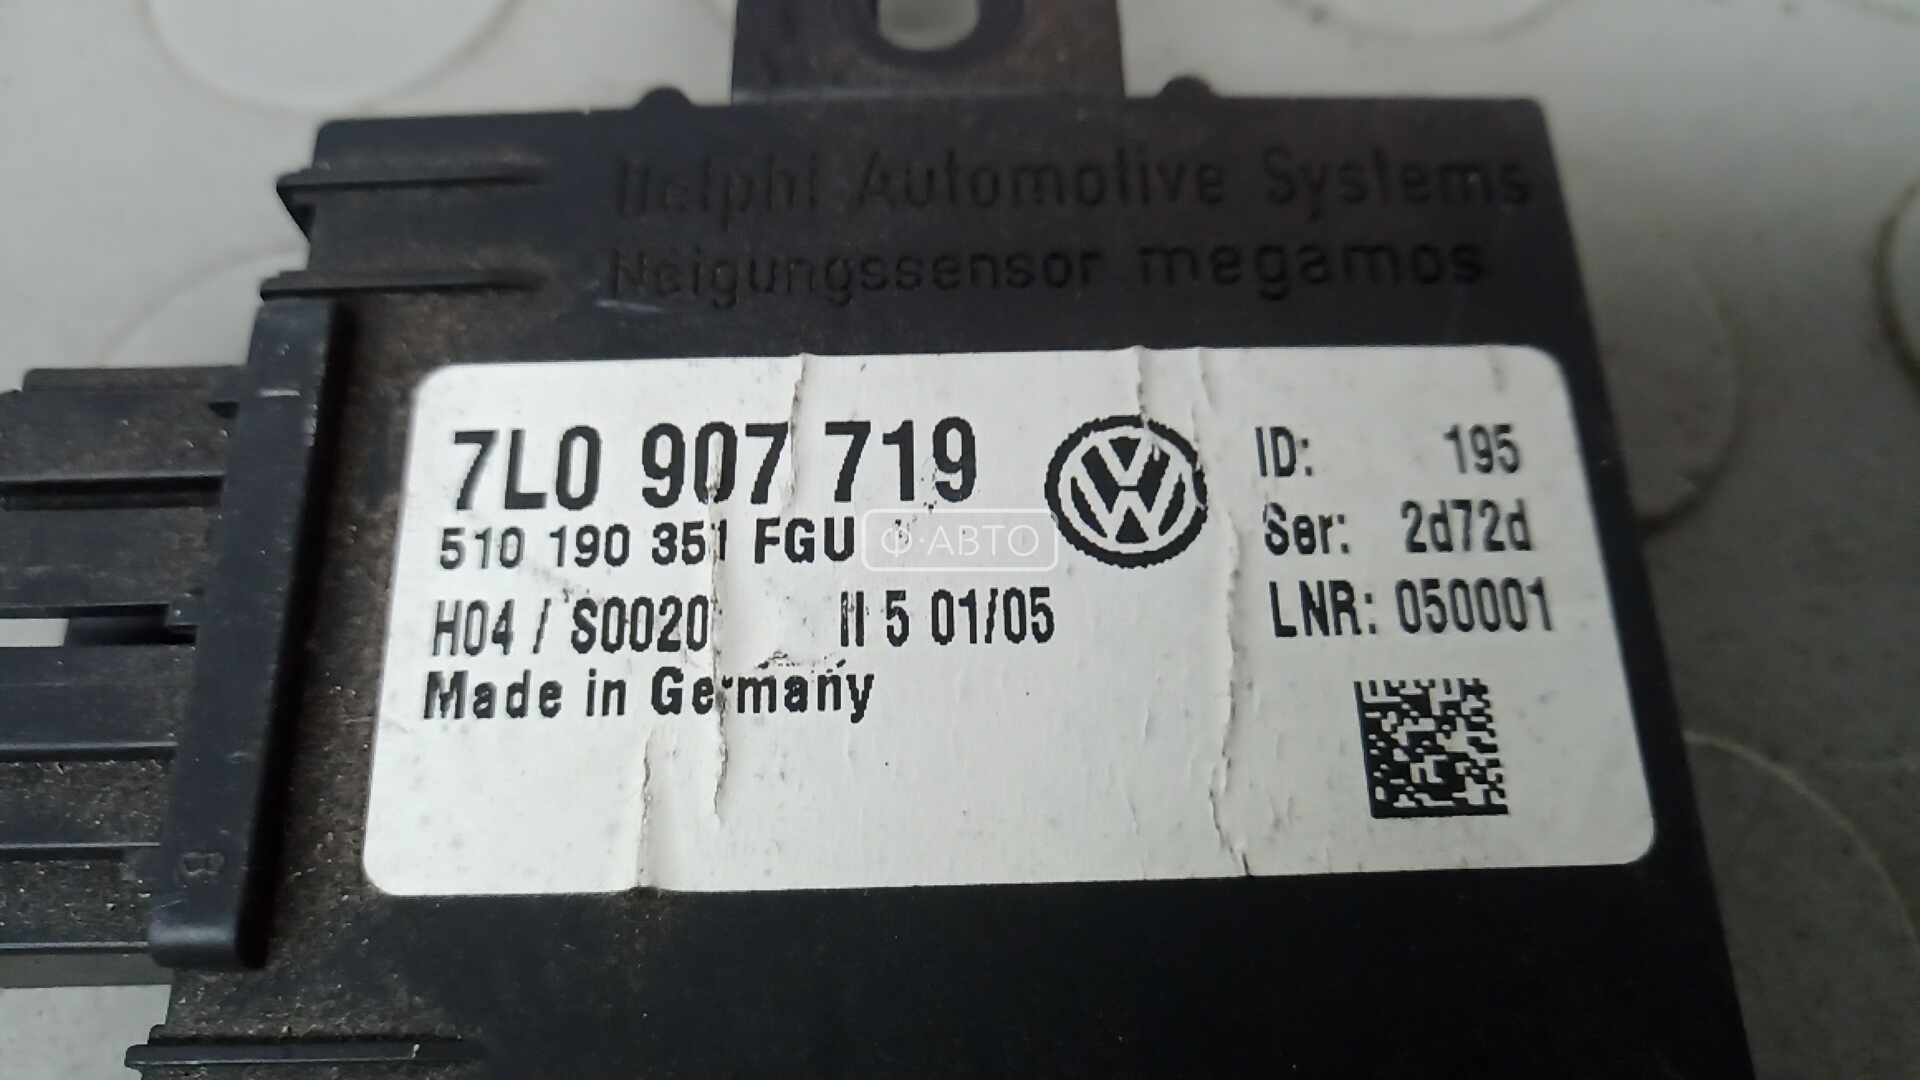 Delphi Automotive Systems
Neigungssensor megamos
7L0 907 719
510 190 351 FGU
Ф·АВТО
H04 / S0020 II 5 01/05
Made in Germany
ID: 195
Ser: 2d72d
LNR: 050001
8